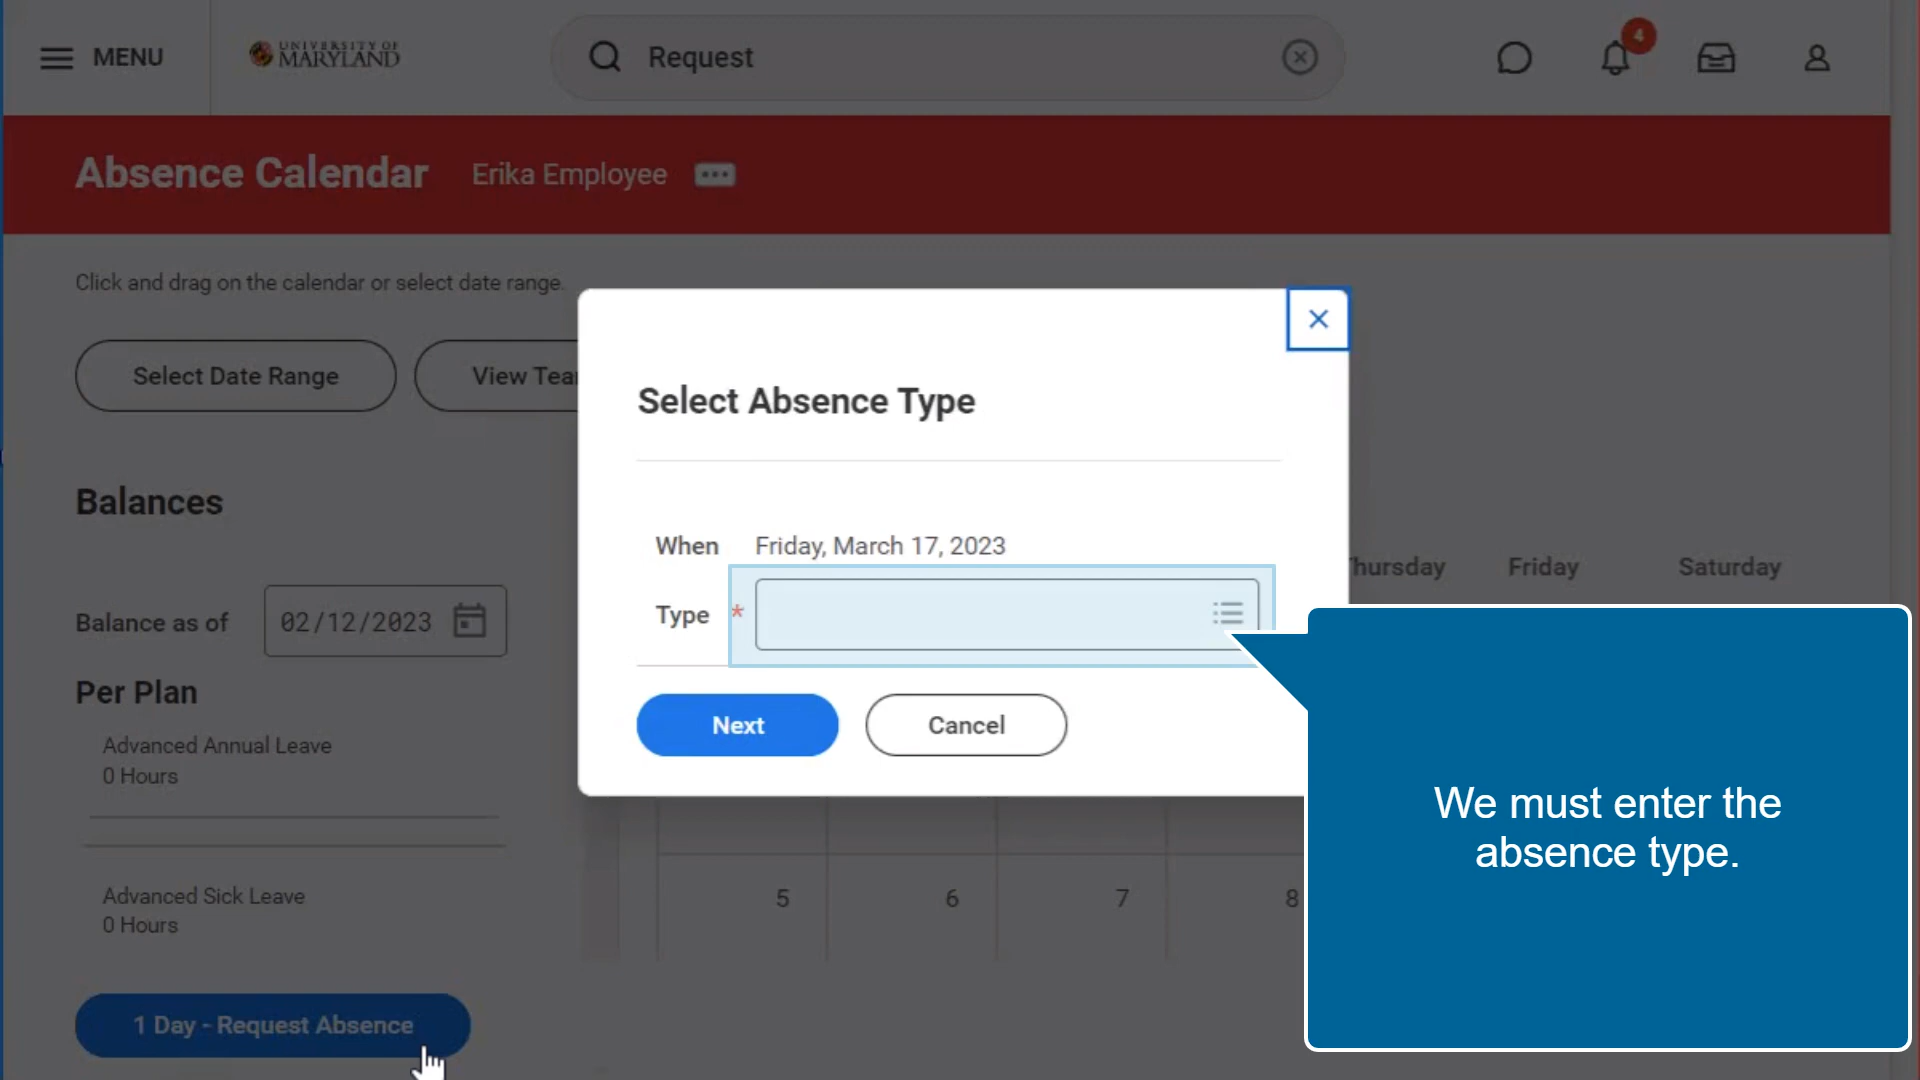 MENU
UNIVERSITY OF
MARYLAND
Request
4
Absence Calendar
Erika Employee
Click and drag on the calendar or select date range.
Select Date Range
View Tea
Select Absence Type
Balances
When
Friday, March 17, 2023
Type *
hursday
Friday
Saturday
Balance as of
02/12/2023
Per Plan
Advanced Annual Leave
0 Hours
Next
Cancel
We must enter the
absence type.
Advanced Sick Leave
0 Hours
5
6
7
8
1 Day - Request Absence